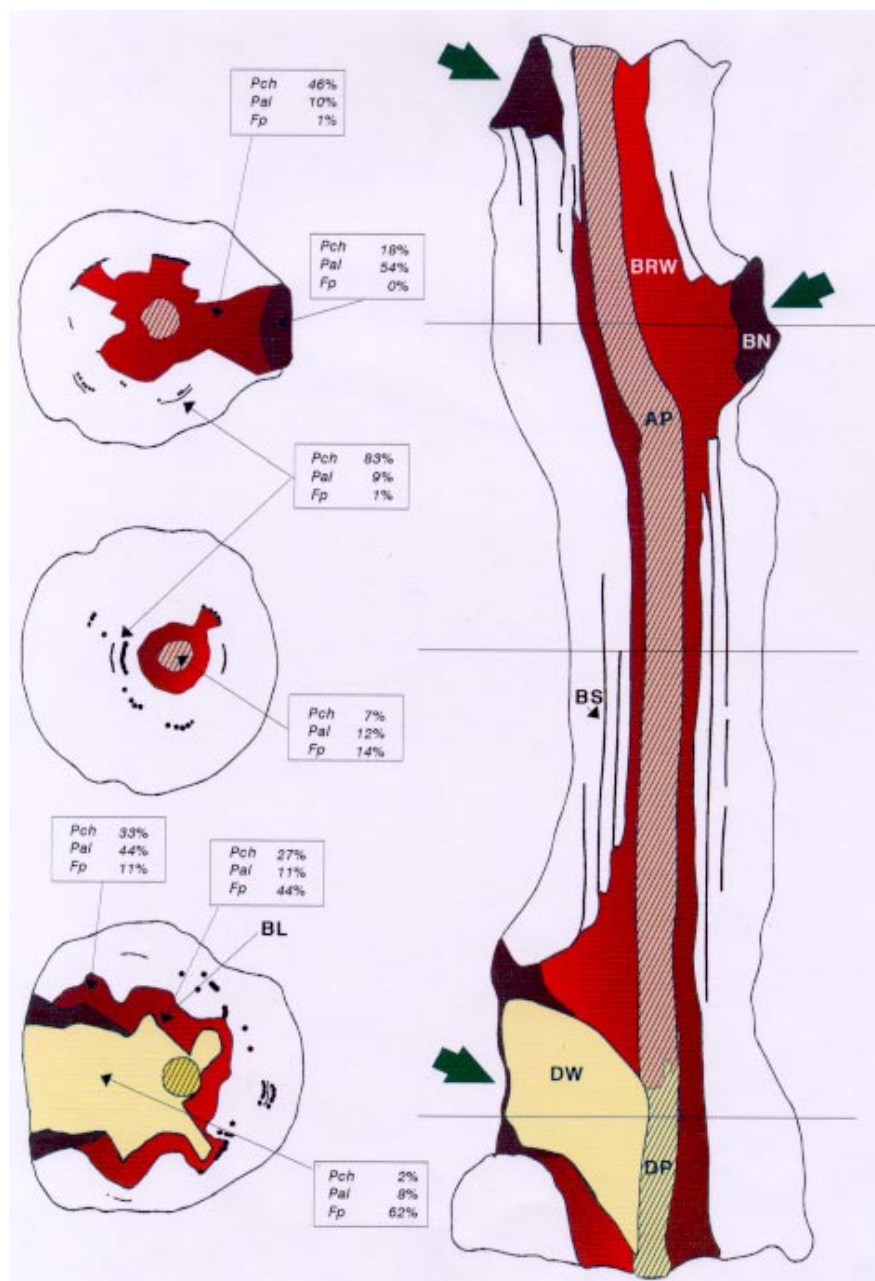 Pch 46%
Pal 10%
Fp 1%
Pch 18%
Pal 54%
Fp 0%
Pch 83%
Pal 9%
Fp 1%
Pch 7%
Pal 12%
Fp 14%
Pch 33%
Pal 44%
Fp 11%
Pch 27%
Pal 11%
Fp 44%
BL
Pch 2%
Pal 8%
Fp 62%
BRW
BN
AP
BS
DW
DP